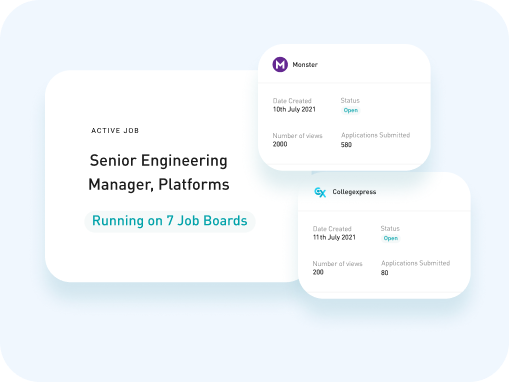 ACTIVE JOB
Senior Engineering
Manager, Platforms
Running on 7 Job Boards
Monster
Date Created
Status
10th July 2021
Open
Number of views
Applications Submitted
2000
580
Collegexpress
Date Created
Status
11th July 2021
Open
Number of views
Applications Submitted
200
80